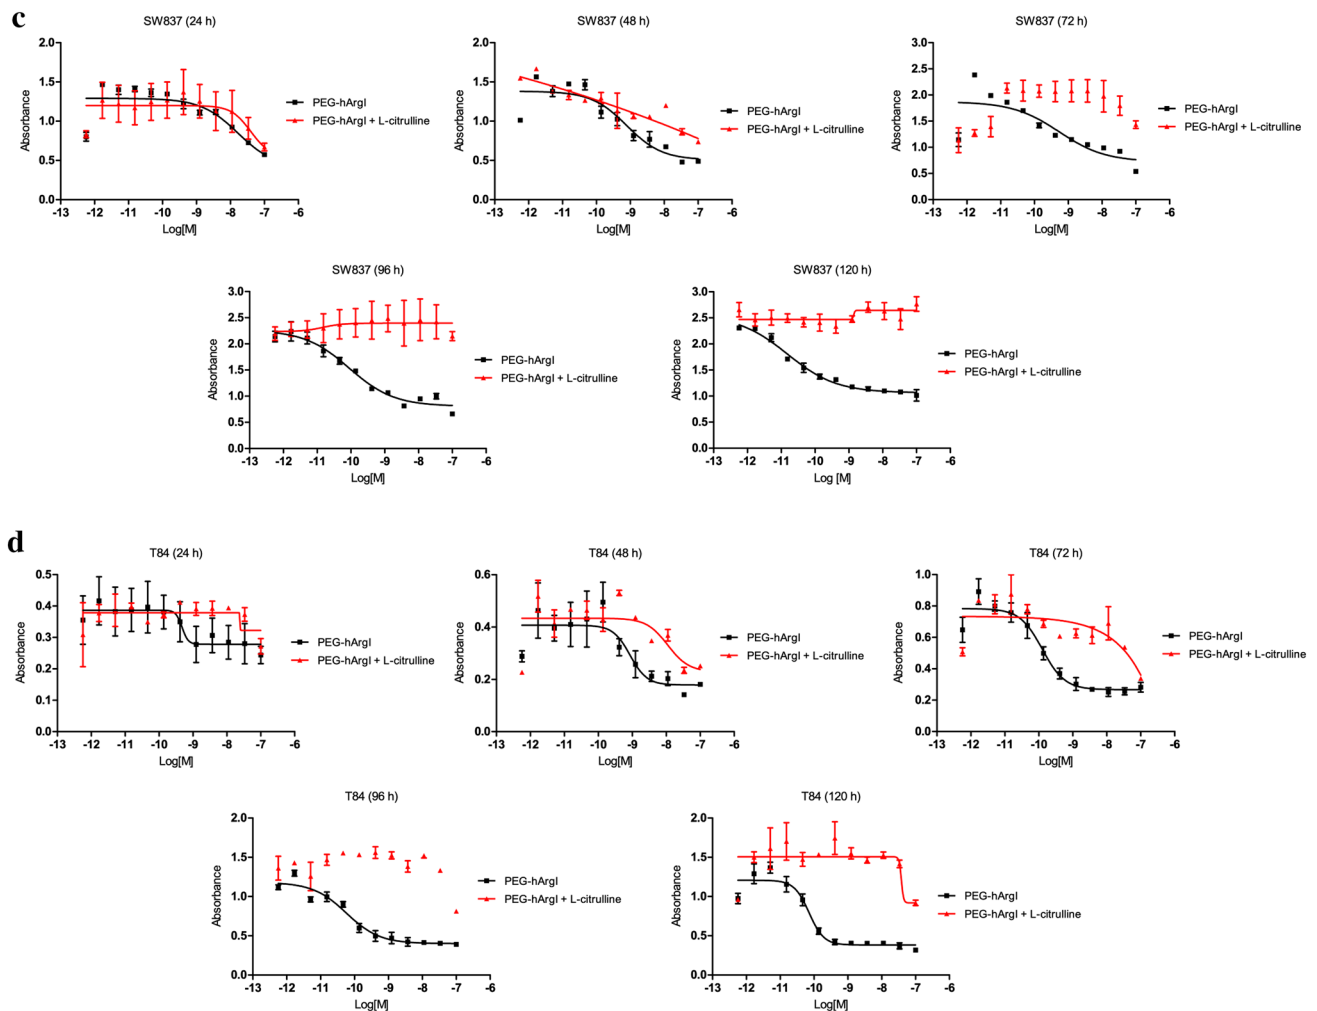 c
SW837 (24 h)
SW837 (48 h)
SW837 (72 h)
2.0
1.5
1.0
0.5
0.0
Absorbance
-13 -12 -11 -10 -9 -8 -7 -6
Log[M]
PEG-hArgI
PEG-hArgI + L-citrulline
2.0
1.5
1.0
0.5
0.0
Absorbance
-13 -12 -11 -10 -9 -8 -7 -6
Log[M]
PEG-hArgI
PEG-hArgI + L-citrulline
3.0
2.5
2.0
1.5
1.0
0.5
0.0
Absorbance
-13 -12 -11 -10 -9 -8 -7 -6
Log[M]
PEG-hArgI
PEG-hArgI + L-citrulline
SW837 (96 h)
SW837 (120 h)
3.0
2.5
2.0
1.5
1.0
0.5
0.0
Absorbance
-13 -12 -11 -10 -9 -8 -7 -6
Log[M]
PEG-hArgI
PEG-hArgI + L-citrulline
3.0
2.5
2.0
1.5
1.0
0.5
0.0
Absorbance
-13 -12 -11 -10 -9 -8 -7 -6
Log [M]
PEG-hArgI
PEG-hArgI + L-citrulline
d
T84 (24 h)
T84 (48 h)
T84 (72 h)
0.5
0.4
0.3
0.2
0.1
0.0
Absorbance
-13 -12 -11 -10 -9 -8 -7 -6
Log[M]
PEG-hArgI
PEG-hArgI + L-citrulline
0.6
0.4
0.2
0.0
Absorbance
-13 -12 -11 -10 -9 -8 -7 -6
Log[M]
PEG-hArgI
PEG-hArgI + L-citrulline
1.0
0.8
0.6
0.4
0.2
0.0
Absorbance
-13 -12 -11 -10 -9 -8 -7 -6
Log[M]
PEG-hArgI
PEG-hArgI + L-citrulline
T84 (96 h)
T84 (120 h)
2.0
1.5
1.0
0.5
0.0
Absorbance
-13 -12 -11 -10 -9 -8 -7 -6
Log[M]
PEG-hArgI
PEG-hArgI + L-citrulline
2.0
1.5
1.0
0.5
0.0
Absorbance
-13 -12 -11 -10 -9 -8 -7 -6
Log[M]
PEG-hArgI
PEG-hArgI + L-citrulline